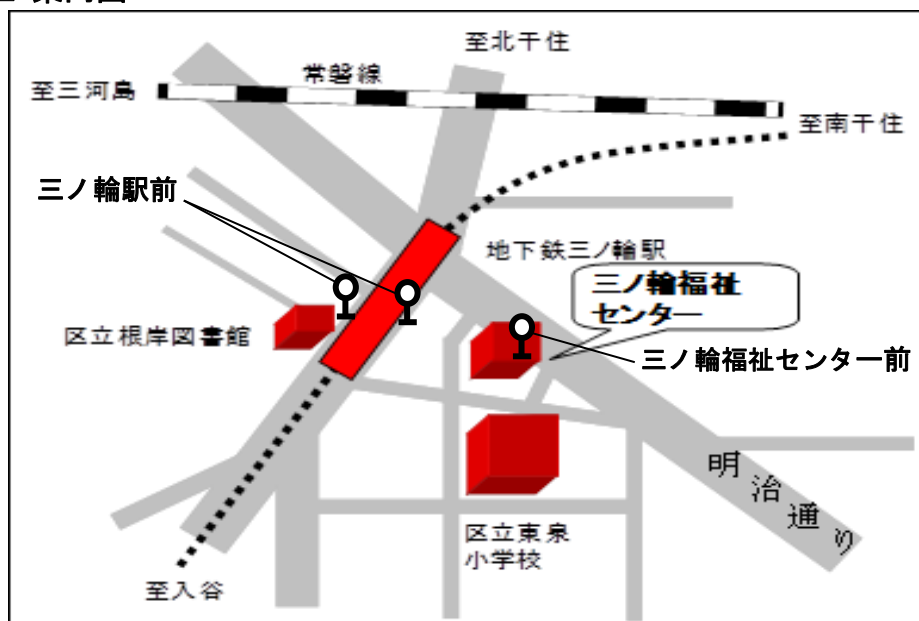 至北千住
常磐線
至三河島
至南千住
三ノ輪駅前
地下鉄三ノ輪駅
三ノ輪福祉
センター
区立根岸図書館
三ノ輪福祉センター前
明治通り
区立東泉
小学校
至入谷